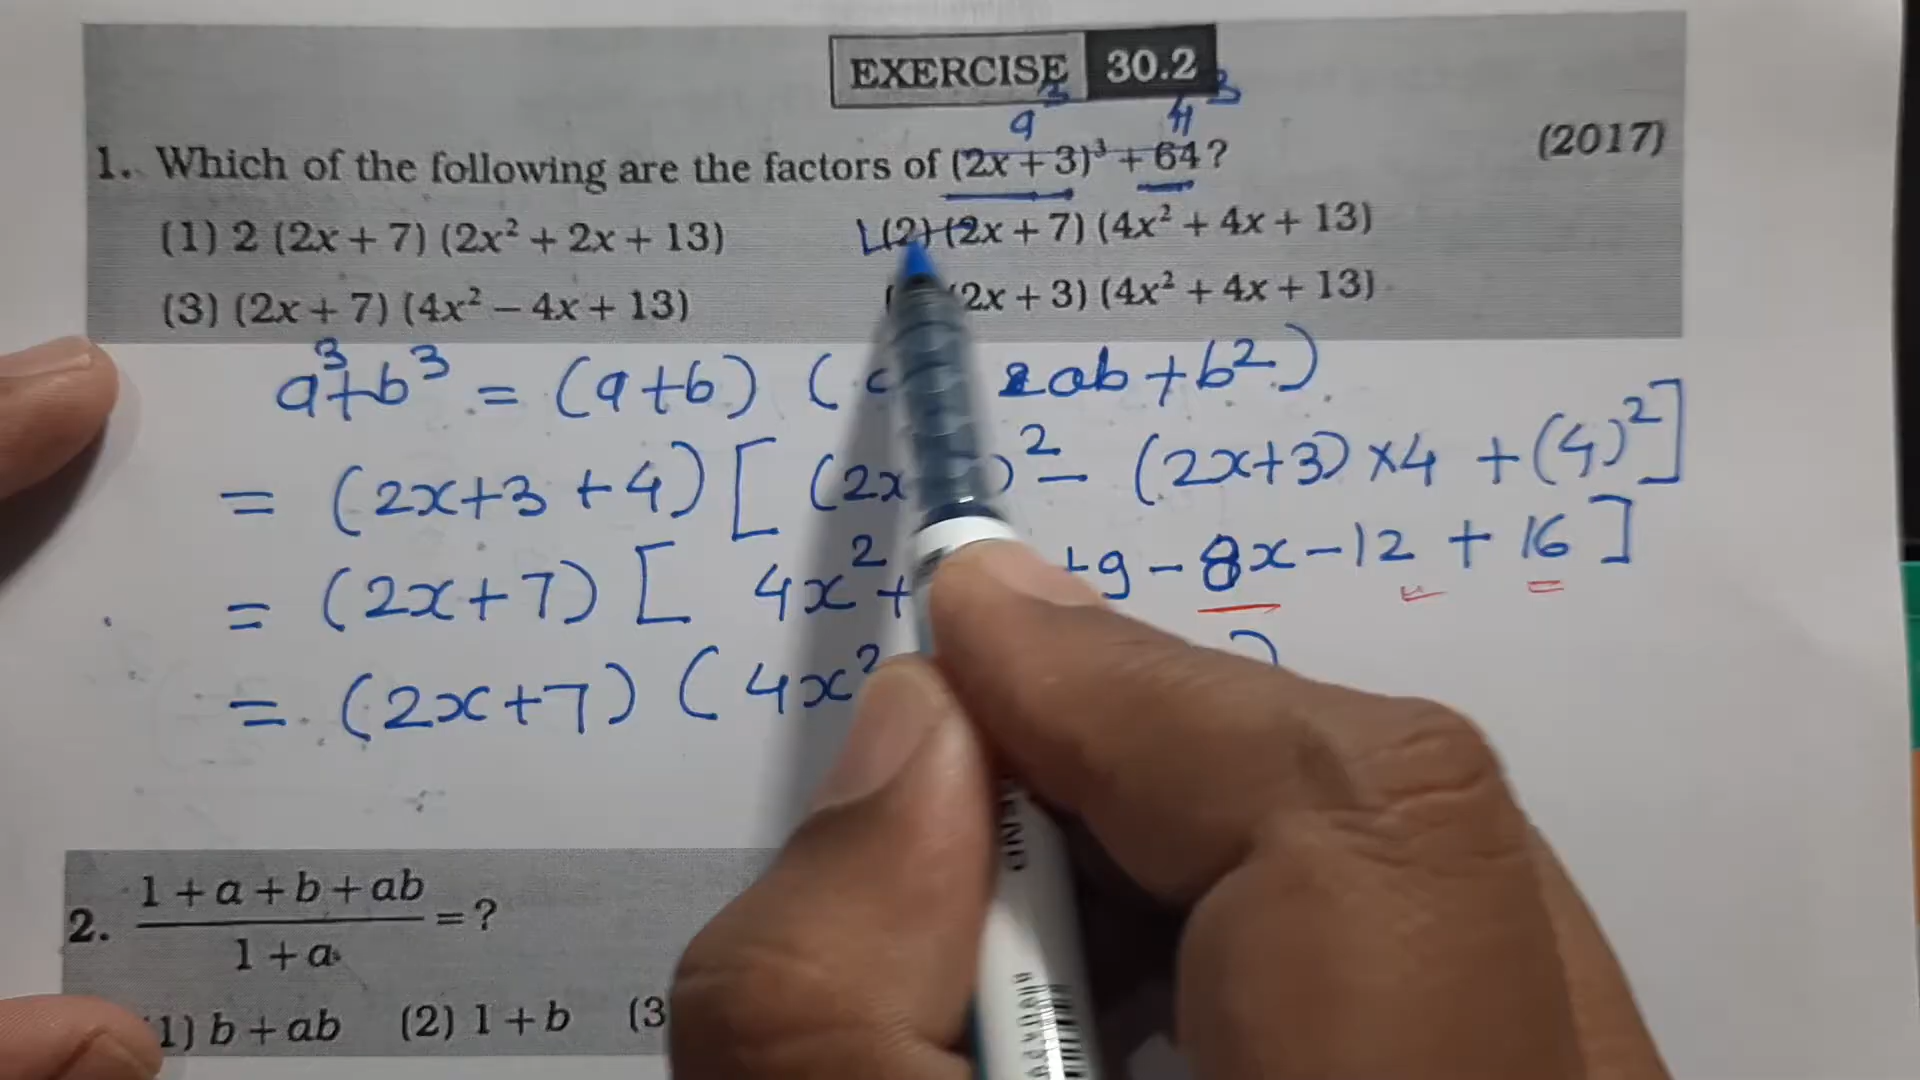 EXERCISE 30.2
a³ 4³
1. Which of the following are the factors of (2x + 3)³ + 64? (2017)
(1) 2 (2x + 7) (2x² + 2x + 13) (2) (2x + 7) (4x² + 4x + 13)
(3) (2x + 7) (4x² – 4x + 13) (2x + 3) (4x² + 4x + 13)
a³+b³ = (a+b) ( ab+b²)
= (2x+3+4) [ (2x )² – (2x+3)×4 +(4)²]
= (2x+7) [ 4x²+ +9 – 8x – 12 + 16 ]
= (2x+7) ( 4x² )
2. 1 + a + b + ab / 1 + a = ?
1) b + ab (2) 1 + b (3